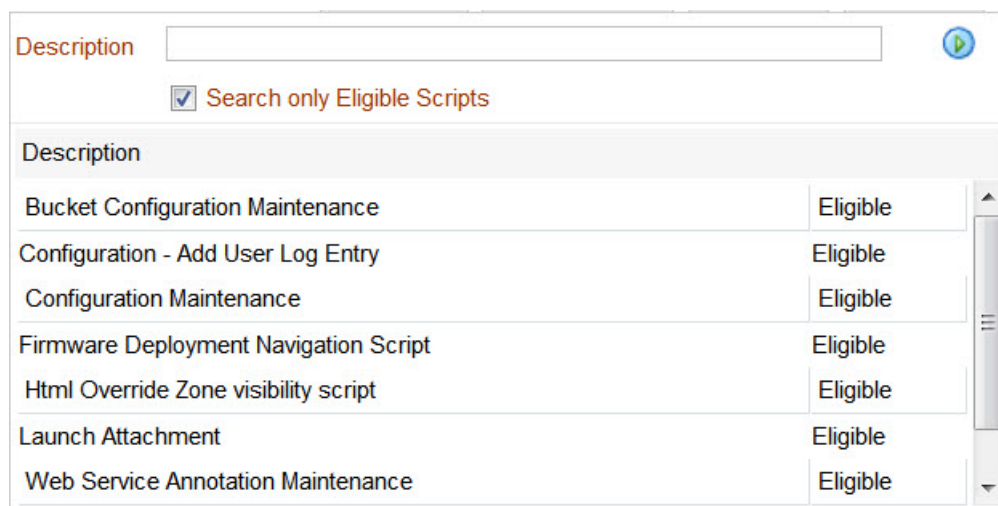 Description
Search only Eligible Scripts
Description
Bucket Configuration Maintenance Eligible
Configuration - Add User Log Entry Eligible
Configuration Maintenance Eligible
Firmware Deployment Navigation Script Eligible
Html Override Zone visibility script Eligible
Launch Attachment Eligible
Web Service Annotation Maintenance Eligible